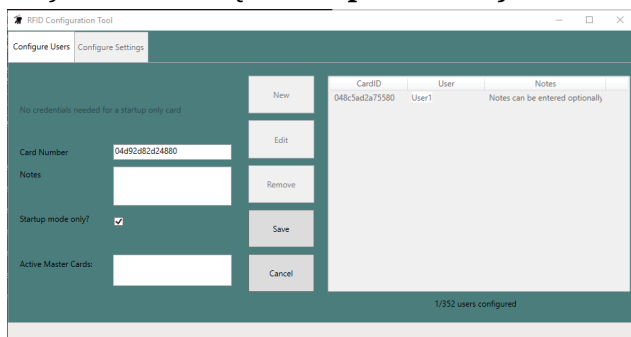 RFID Configuration Tool
Configure Users
Configure Settings
No credentials needed for a startup only card
Card Number
04d92d82d24880
Notes
Startup mode only?
Active Master Cards:
New
Edit
Remove
Save
Cancel
CardID User Notes
048c5ad2a75580 User1 Notes can be entered optionally
1/352 users configured